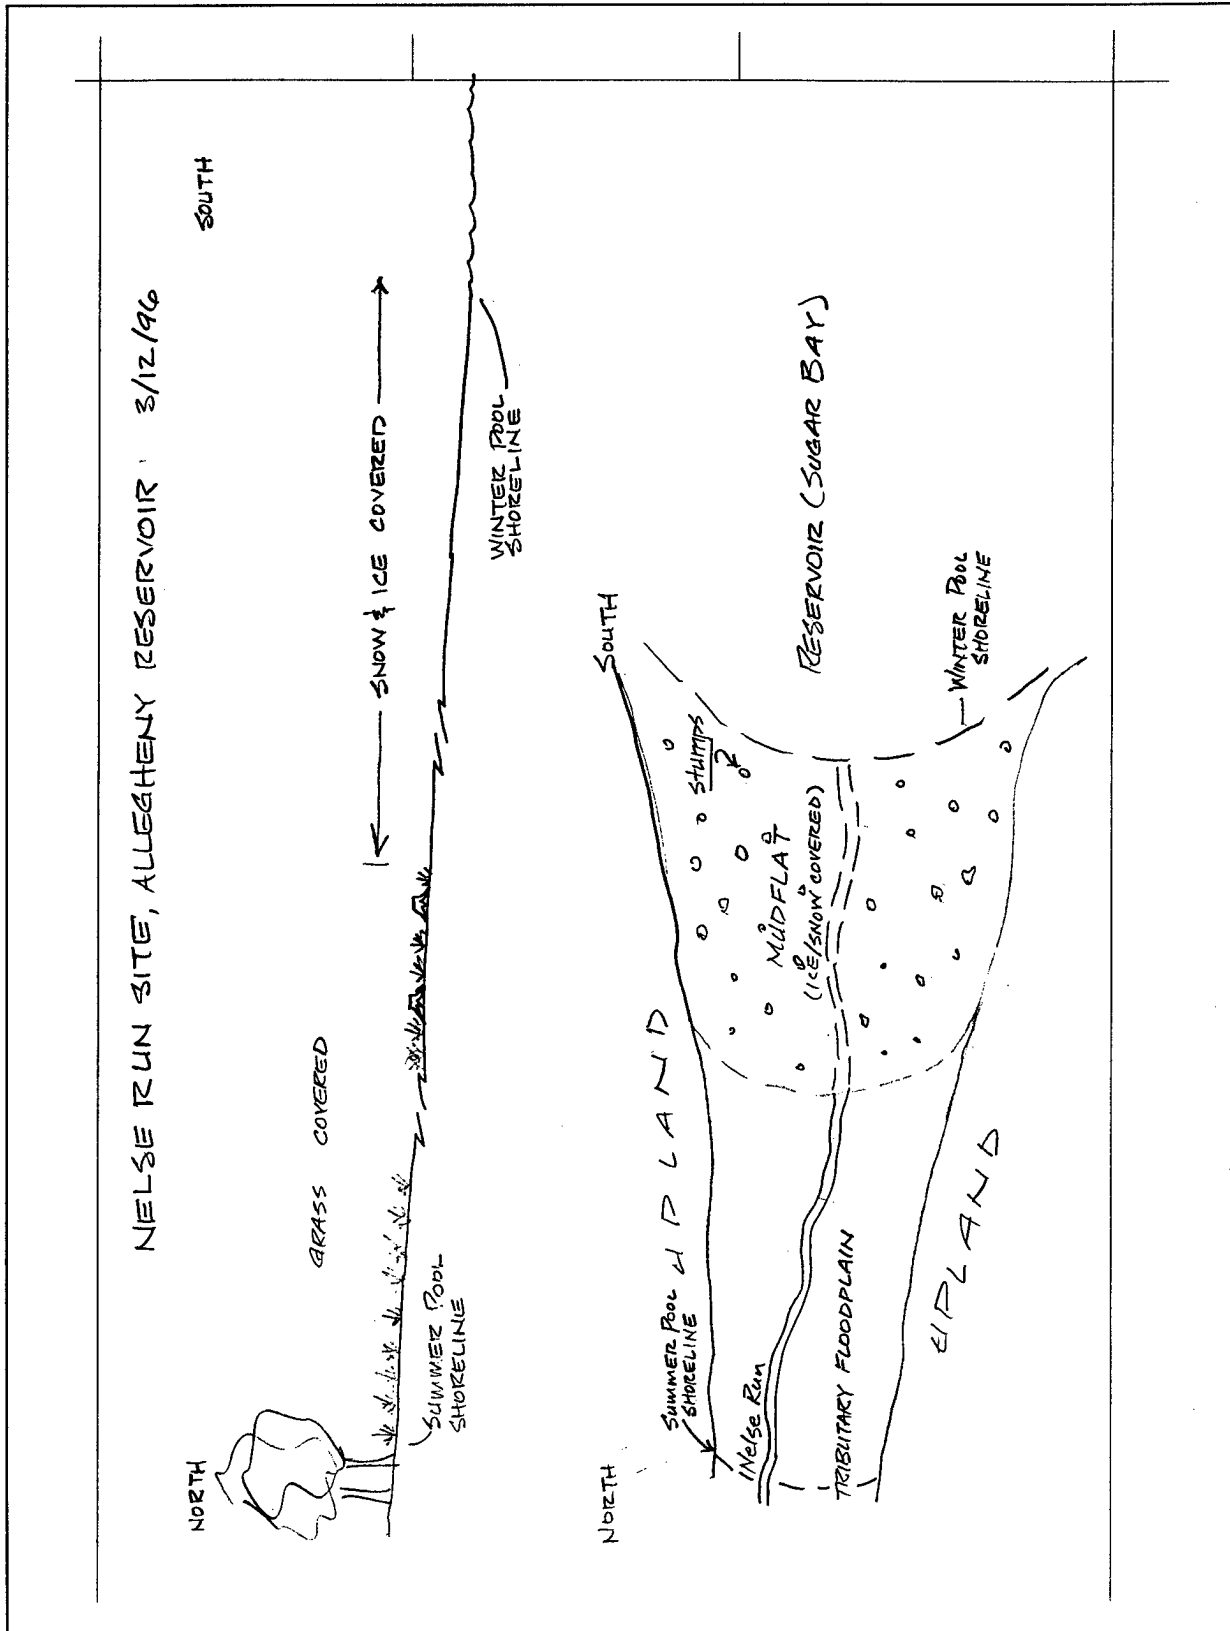 NELSE RUN SITE, ALLEGHENY RESERVOIR 3/12/96
NORTH
SOUTH
GRASS COVERED
SNOW & ICE COVERED
SUMMER POOL
SHORELINE
WINTER POOL
SHORELINE
NORTH
SOUTH
SUMMER POOL
SHORELINE
UPLAND
STUMPS
Nelse Run
MUDFLAT
(ICE/SNOW COVERED)
RESERVOIR (SUGAR BAY)
TRIBUTARY FLOODPLAIN
UPLAND
WINTER POOL
SHORELINE